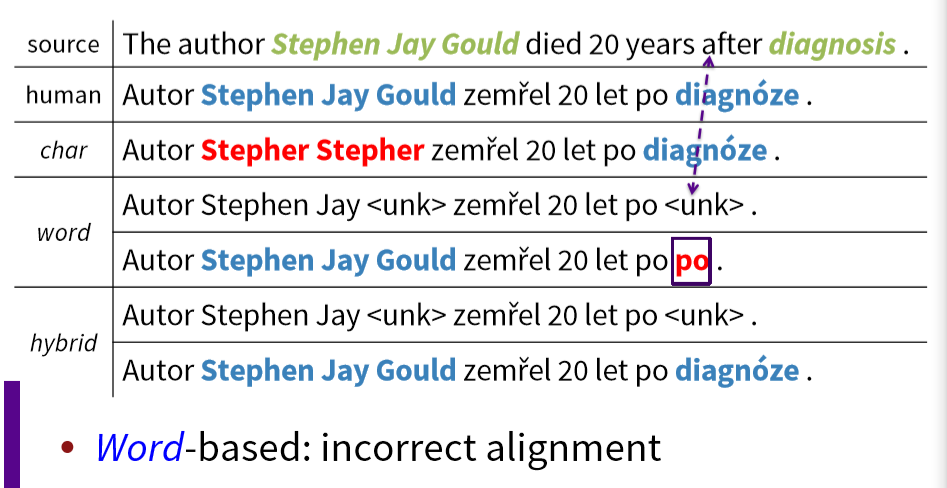 source The author Stephen Jay Gould died 20 years after diagnosis .
human Autor Stephen Jay Gould zemřel 20 let po diagnóze .
char Autor Stepher Stepher zemřel 20 let po diagnóze .
word
Autor Stephen Jay <unk> zemřel 20 let po <unk> .
Autor Stephen Jay Gould zemřel 20 let po po .
hybrid
Autor Stephen Jay <unk> zemřel 20 let po <unk> .
Autor Stephen Jay Gould zemřel 20 let po diagnóze .
• Word-based: incorrect alignment